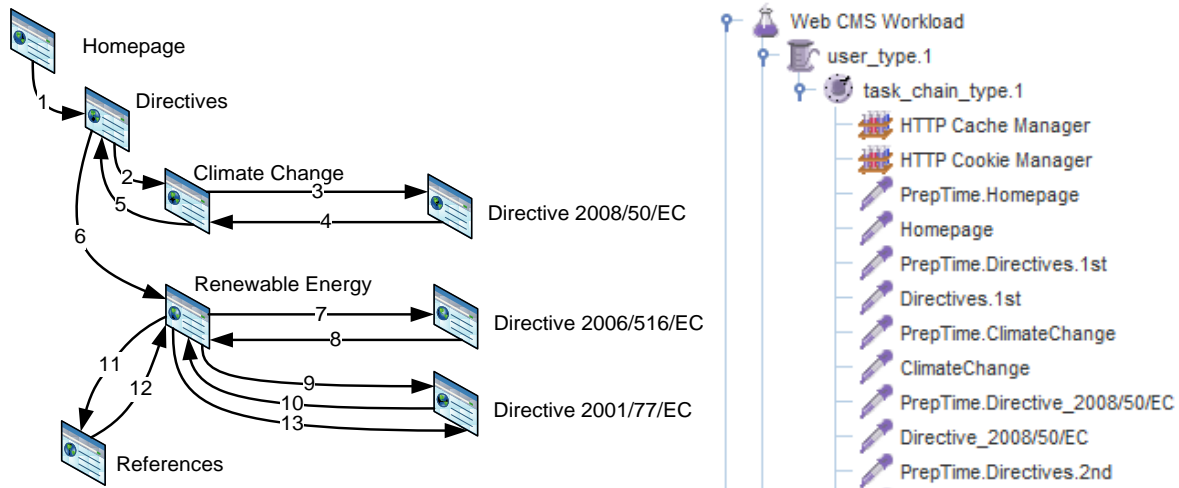 Homepage
1
Directives
2
Climate Change
3
5
4
Directive 2008/50/EC
6
Renewable Energy
7
Directive 2006/516/EC
8
11
12
9
10
Directive 2001/77/EC
13
References
Web CMS Workload
user_type.1
task_chain_type.1
HTTP Cache Manager
HTTP Cookie Manager
PrepTime.Homepage
Homepage
PrepTime.Directives.1st
Directives.1st
PrepTime.ClimateChange
ClimateChange
PrepTime.Directive_2008/50/EC
Directive_2008/50/EC
PrepTime.Directives.2nd